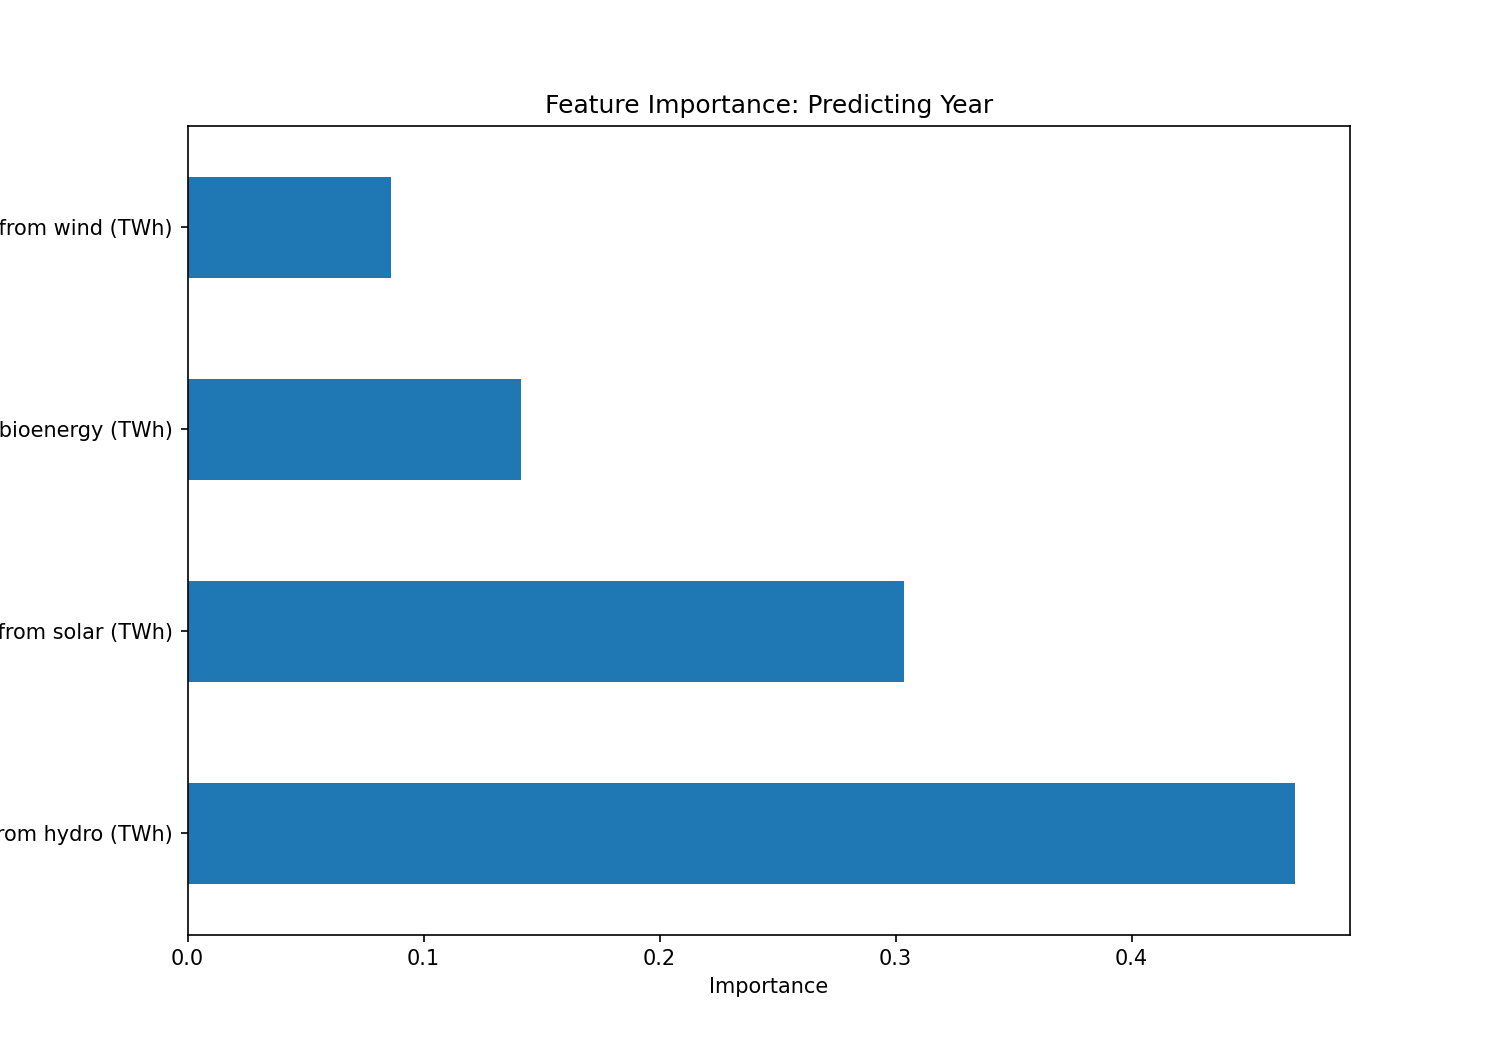 Feature Importance: Predicting Year
from wind (TWh)
bioenergy (TWh)
from solar (TWh)
rom hydro (TWh)
0.0 0.1 0.2 0.3 0.4
Importance